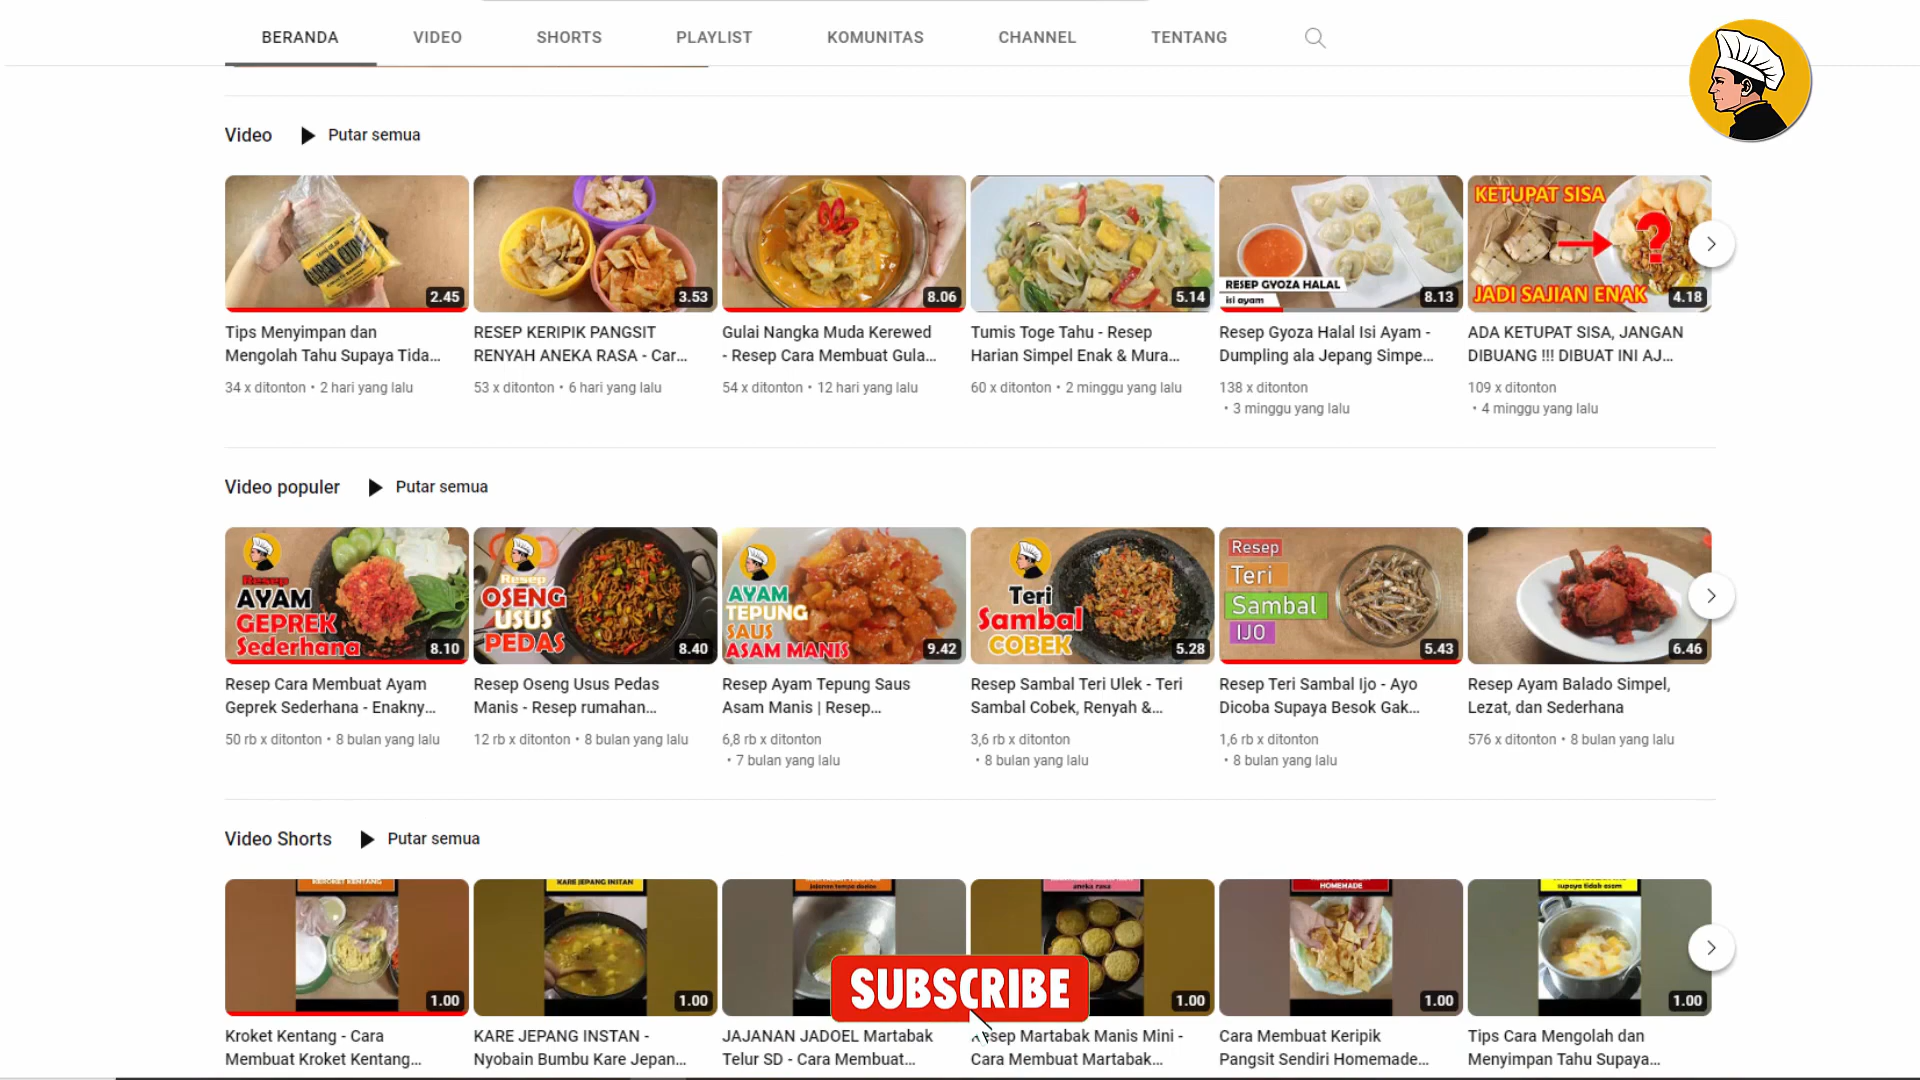 BERANDA VIDEO SHORTS PLAYLIST KOMUNITAS CHANNEL TENTANG
Video Putar semua
2.45
3.53
8.06
5.14
RESEP GYOZA HALAL
isi ayam
8.13
KETUPAT SISA
?
JADI SAJIAN ENAK
4.18
Tips Menyimpan dan
Mengolah Tahu Supaya Tida...
34 x ditonton • 2 hari yang lalu
RESEP KERIPIK PANGSIT
RENYAH ANEKA RASA - Car...
53 x ditonton • 6 hari yang lalu
Gulai Nangka Muda Kerewed
- Resep Cara Membuat Gula...
54 x ditonton • 12 hari yang lalu
Tumis Toge Tahu - Resep
Harian Simpel Enak & Mura...
60 x ditonton • 2 minggu yang lalu
Resep Gyoza Halal Isi Ayam -
Dumpling ala Jepang Simpe...
138 x ditonton
• 3 minggu yang lalu
ADA KETUPAT SISA, JANGAN
DIBUANG !!! DIBUAT INI AJ...
109 x ditonton
• 4 minggu yang lalu
Video populer Putar semua
Resep
AYAM
GEPREK
Sederhana
8.10
Resep
OSENG
USUS
PEDAS
8.40
AYAM
TEPUNG
SAUS
ASAM MANIS
9.42
Teri
Sambal
COBEK
5.28
Resep
Teri
Sambal
IJO
5.43
6.46
Resep Cara Membuat Ayam
Geprek Sederhana - Enakny...
50 rb x ditonton • 8 bulan yang lalu
Resep Oseng Usus Pedas
Manis - Resep rumahan...
12 rb x ditonton • 8 bulan yang lalu
Resep Ayam Tepung Saus
Asam Manis | Resep...
6,8 rb x ditonton
• 7 bulan yang lalu
Resep Sambal Teri Ulek - Teri
Sambal Cobek, Renyah &...
3,6 rb x ditonton
• 8 bulan yang lalu
Resep Teri Sambal Ijo - Ayo
Dicoba Supaya Besok Gak...
1,6 rb x ditonton
• 8 bulan yang lalu
Resep Ayam Balado Simpel,
Lezat, dan Sederhana
576 x ditonton • 8 bulan yang lalu
Video Shorts Putar semua
KROKET KENTANG
1.00
KARE JEPANG INSTAN
1.00
jajanan tempo doeloe
aneka rasa
1.00
HOMEMADE
1.00
supaya tidak asam
1.00
SUBSCRIBE
Kroket Kentang - Cara
Membuat Kroket Kentang...
KARE JEPANG INSTAN -
Nyobain Bumbu Kare Jepan...
JAJANAN JADOEL Martabak
Telur SD - Cara Membuat...
Resep Martabak Manis Mini -
Cara Membuat Martabak...
Cara Membuat Keripik
Pangsit Sendiri Homemade...
Tips Cara Mengolah dan
Menyimpan Tahu Supaya...